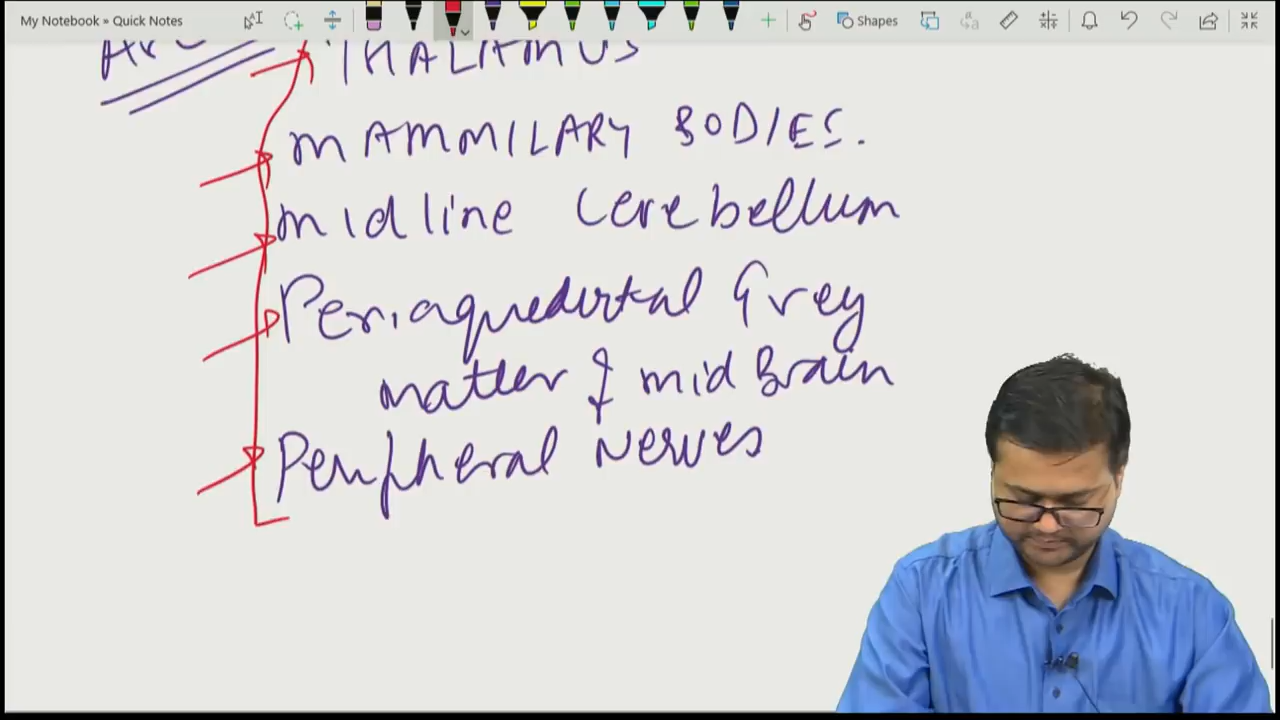 My Notebook » Quick Notes
Shapes
THALAMUS
MAMMILARY BODIES.
midline Cerebellum
Periaqueductal Grey
matter of mid Brain
Peripheral Nerves